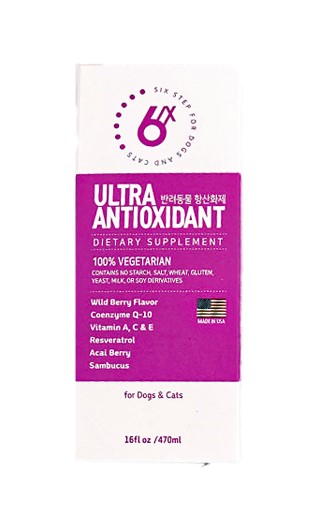 SIX STEP FOR DOGS AND CATS
6/X
ULTRA 반려동물 항산화제
ANTIOXIDANT
DIETARY SUPPLEMENT
100% VEGETARIAN
CONTAINS NO STARCH, SALT, WHEAT, GLUTEN,
YEAST, MILK, OR SOY DERIVATIVES
Wild Berry Flavor
Coenzyme Q-10
Vitamin A, C & E
MADE IN USA
Resveratrol
Acai Berry
Sambucus
for Dogs & Cats
16fl oz /470ml